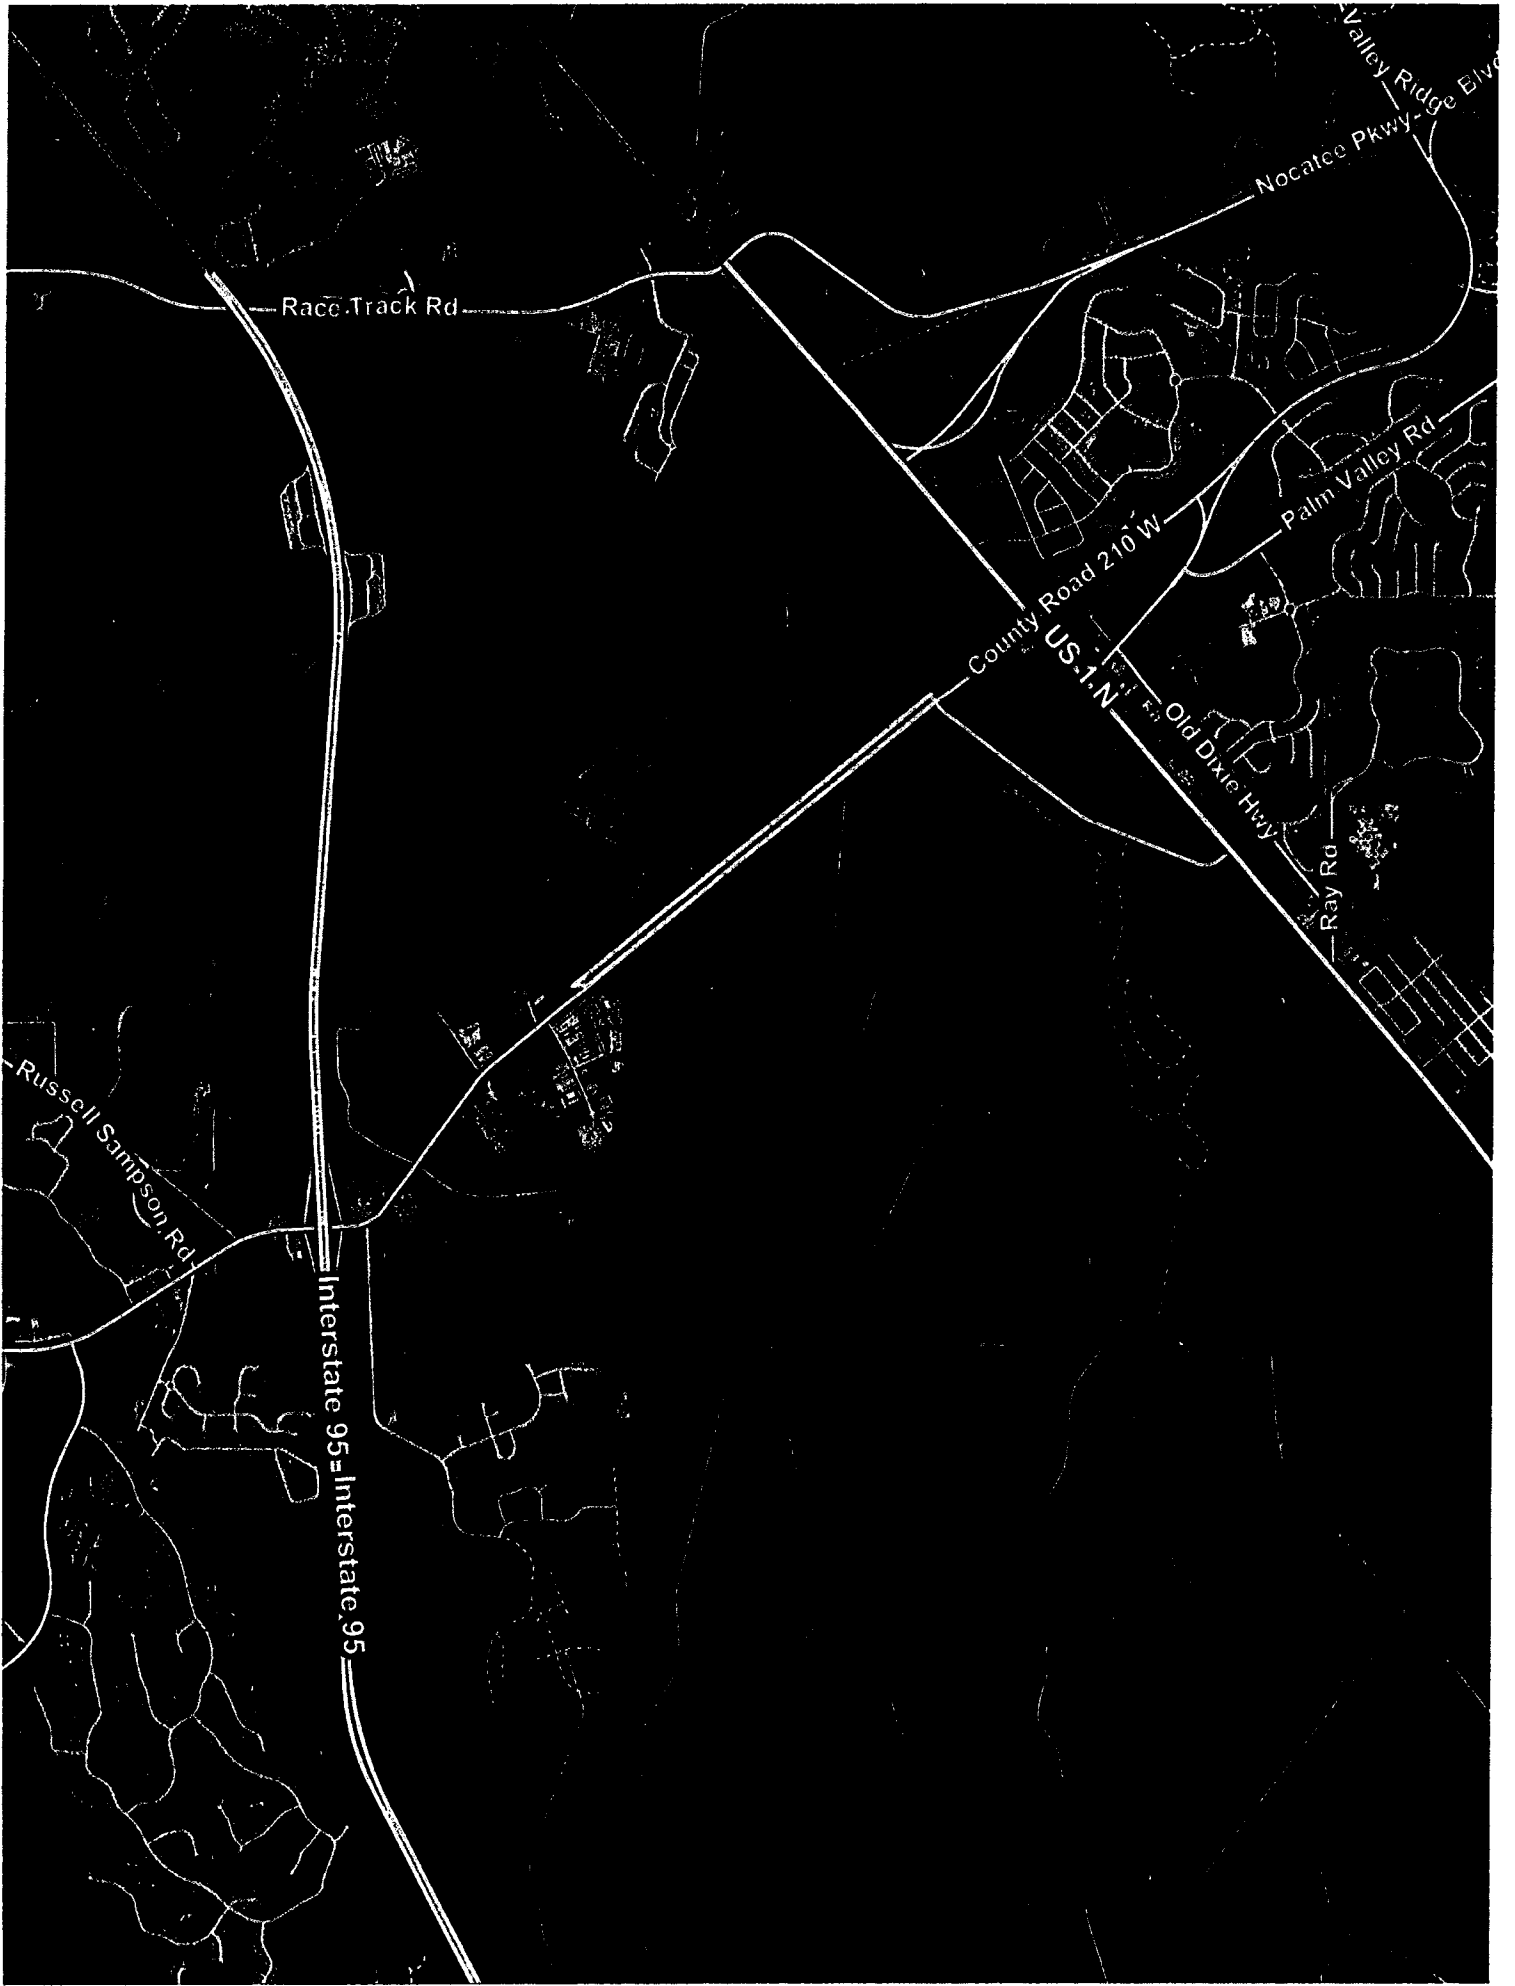 Valley Ridge Blvd
Nocatee Pkwy
Race Track Rd
Palm Valley Rd
County Road 210 W
US 1 N
Old Dixie Hwy
Ray Rd
Russell Sampson Rd
Interstate 95
Interstate 95